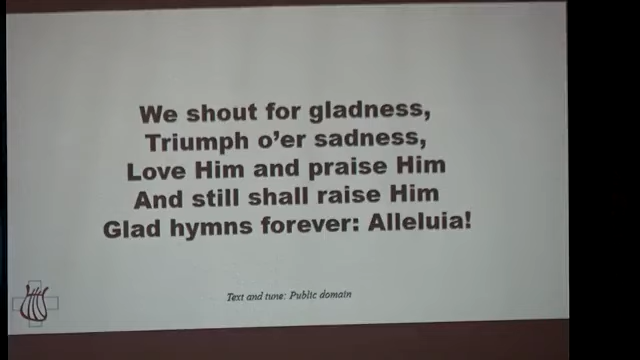 We shout for gladness,
Triumph o'er sadness,
Love Him and praise Him
And still shall raise Him
Glad hymns forever: Alleluia!
Text and tune: Public domain